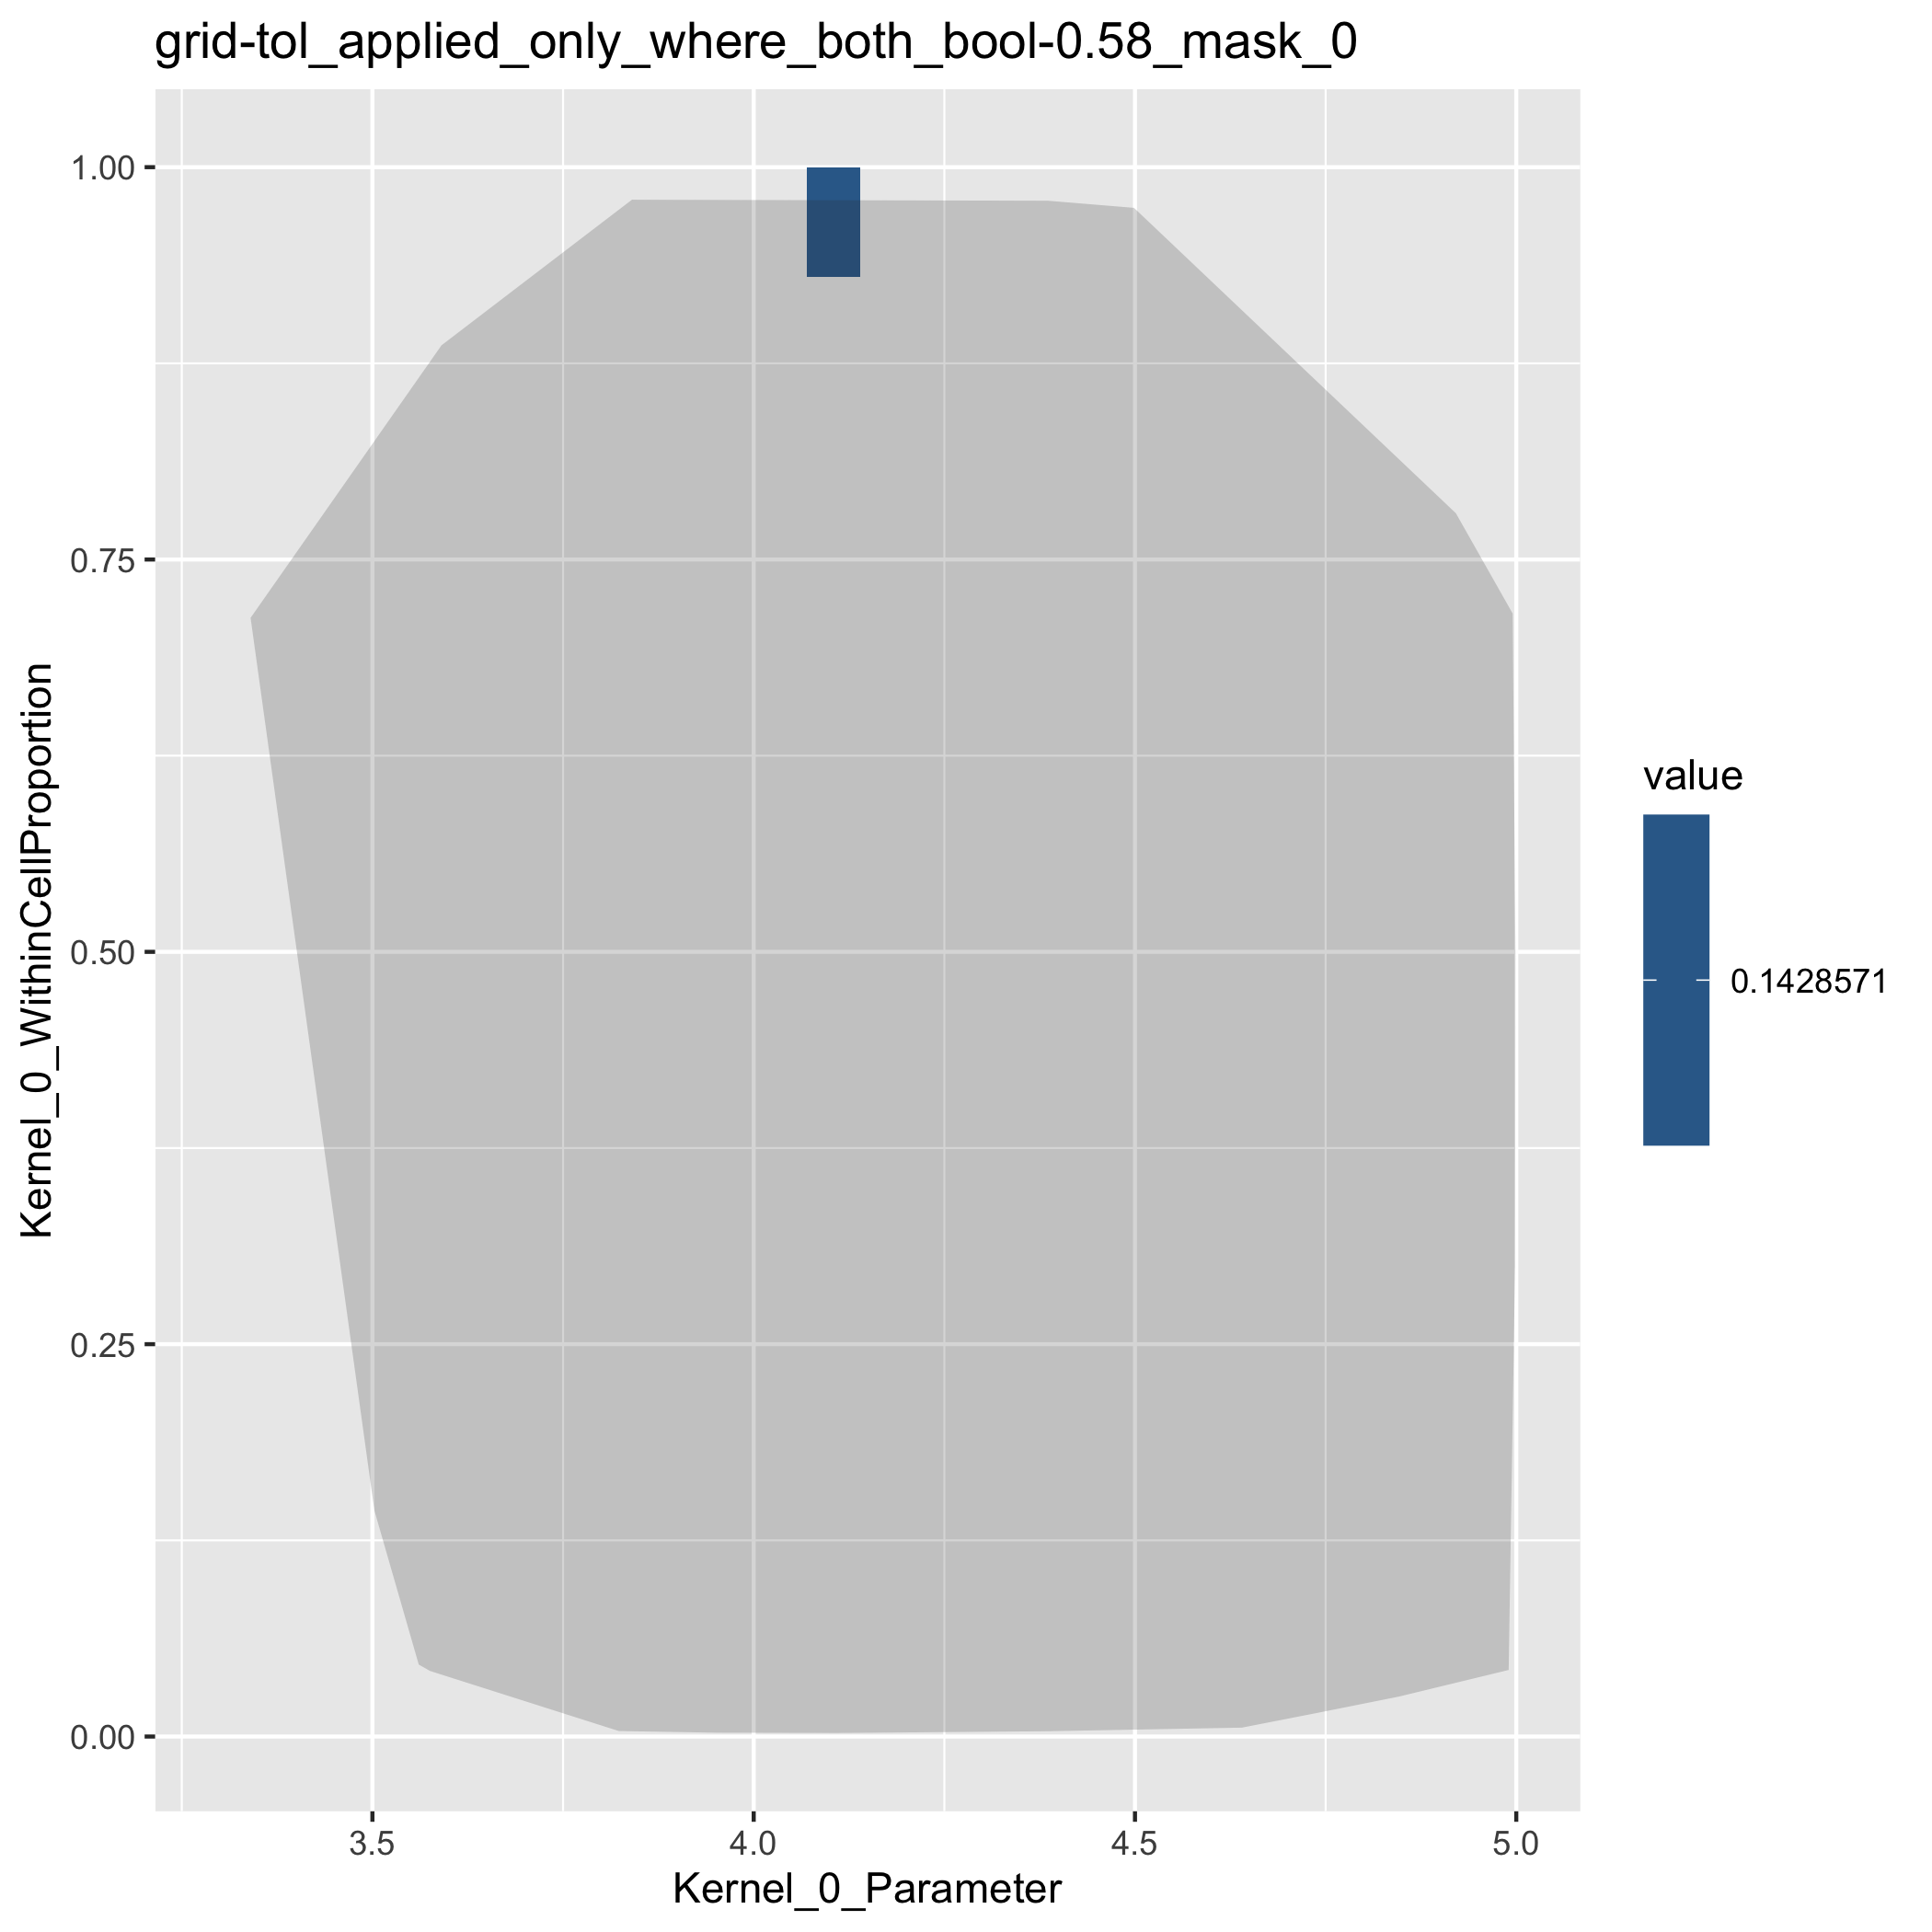 grid-tol_applied_only_where_both_bool-0.58_mask_0
1.00
0.75
0.50
0.25
0.00
Kernel_0_WithinCellProportion
3.5
4.0
4.5
5.0
Kernel_0_Parameter
value
0.1428571